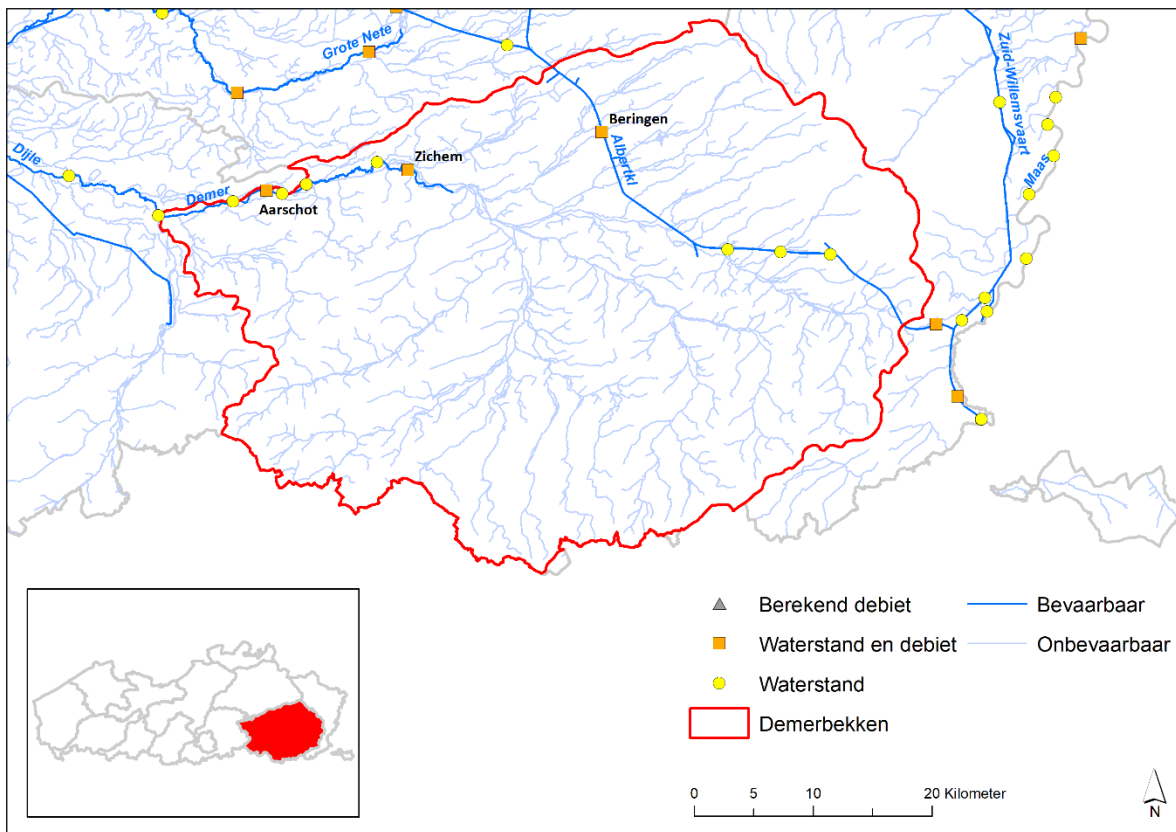 Grote Nete
Zuid-Willemsvaart
Beringen
Albertkl
Zichem
Maas
Dijle
Demer
Aarschot
Berekend debiet
Bevaarbaar
Waterstand en debiet
Onbevaarbaar
Waterstand
Demerbekken
0 5 10 20 Kilometer
N